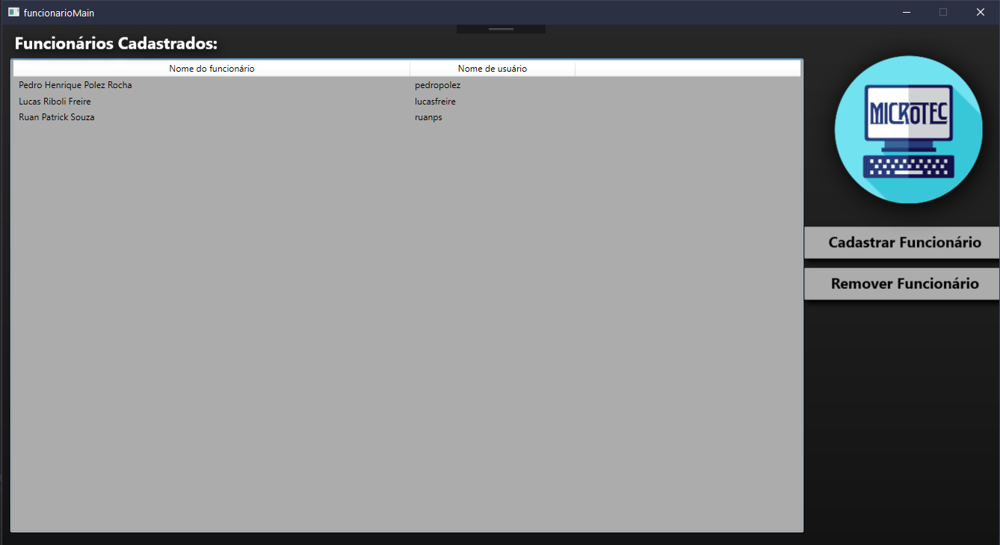 funcionarioMain
Funcionários Cadastrados:
Nome do funcionário Nome de usuário
Pedro Henrique Polez Rocha pedropolez
Lucas Riboli Freire lucasfreire
Ruan Patrick Souza ruanps
MICROTEC
Cadastrar Funcionário
Remover Funcionário